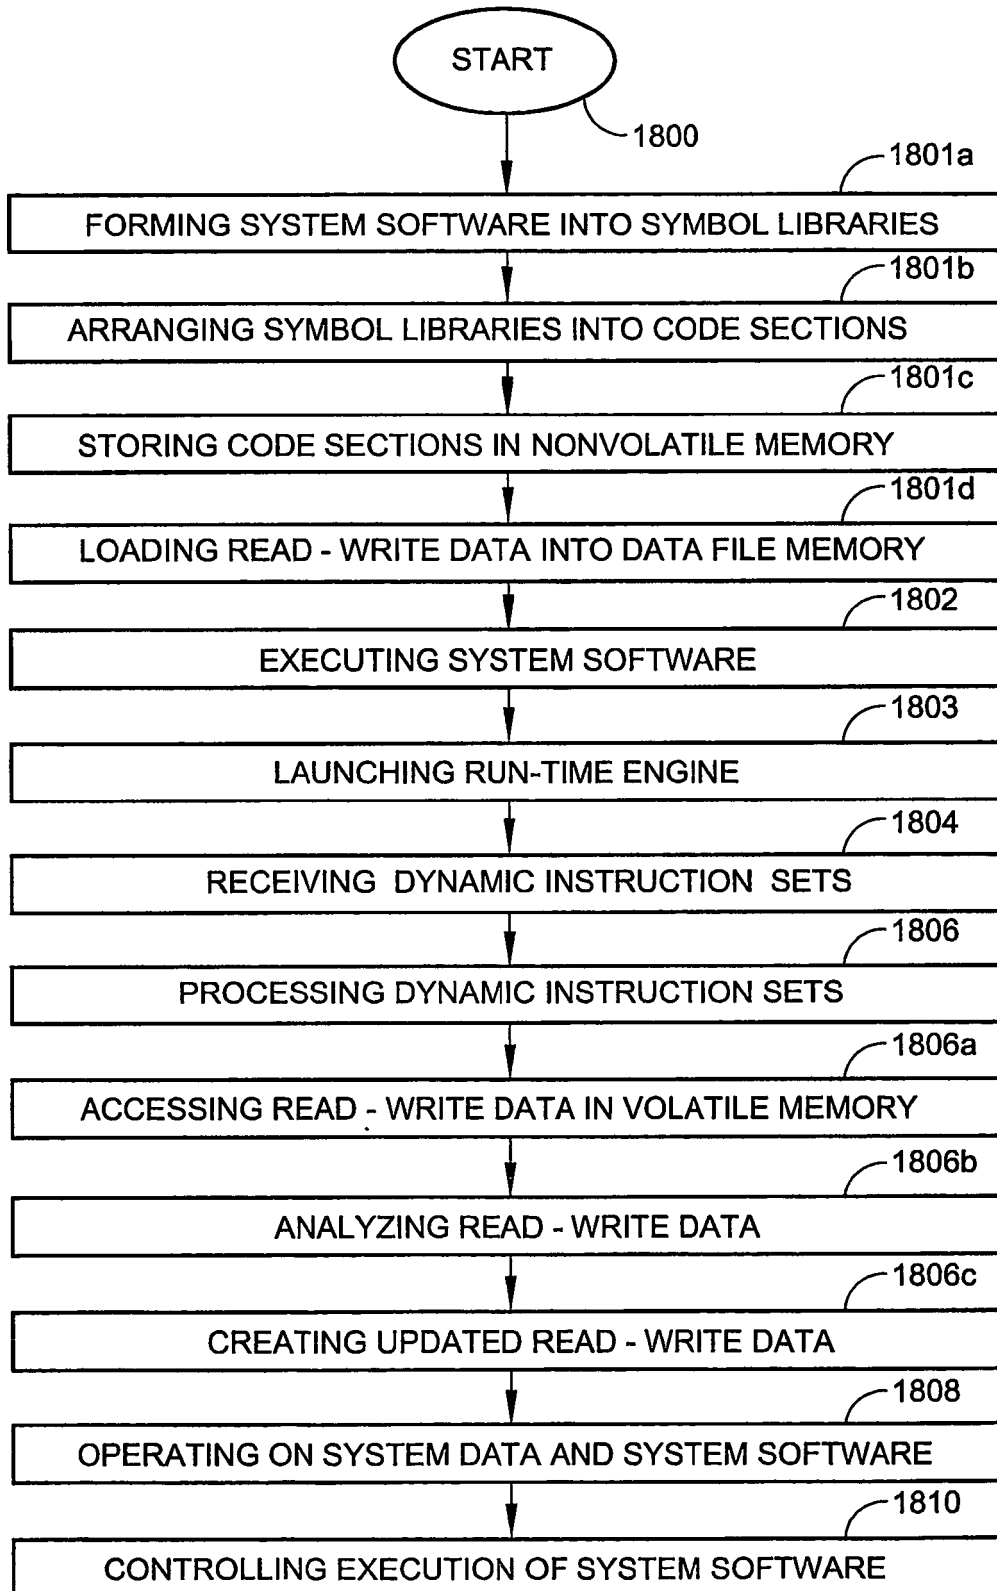 START
1800
1801a
FORMING SYSTEM SOFTWARE INTO SYMBOL LIBRARIES
1801b
ARRANGING SYMBOL LIBRARIES INTO CODE SECTIONS
1801c
STORING CODE SECTIONS IN NONVOLATILE MEMORY
1801d
LOADING READ - WRITE DATA INTO DATA FILE MEMORY
1802
EXECUTING SYSTEM SOFTWARE
1803
LAUNCHING RUN-TIME ENGINE
1804
RECEIVING DYNAMIC INSTRUCTION SETS
1806
PROCESSING DYNAMIC INSTRUCTION SETS
1806a
ACCESSING READ - WRITE DATA IN VOLATILE MEMORY
1806b
ANALYZING READ - WRITE DATA
1806c
CREATING UPDATED READ - WRITE DATA
1808
OPERATING ON SYSTEM DATA AND SYSTEM SOFTWARE
1810
CONTROLLING EXECUTION OF SYSTEM SOFTWARE